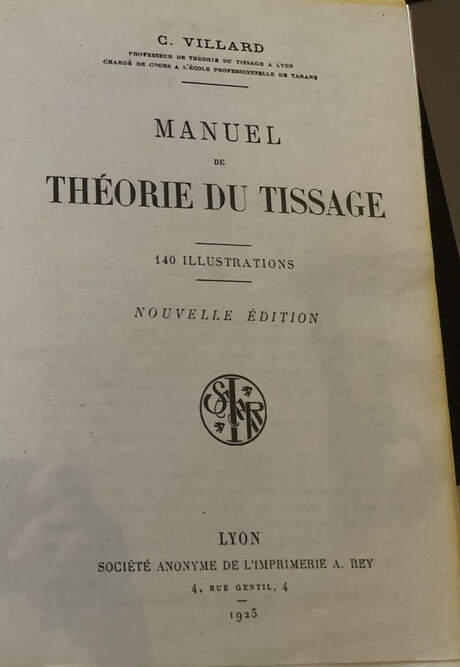 C. VILLARD
PROFESSEUR DE THÉORIE DU TISSAGE A LYON
CHARGÉ DE COURS A L'ÉCOLE PROFESSIONNELLE DE TARARE
MANUEL
DE
THÉORIE DU TISSAGE
140 ILLUSTRATIONS
NOUVELLE ÉDITION
LYON
SOCIÉTÉ ANONYME DE L'IMPRIMERIE A. REY
4, RUE GENTIL, 4
1925